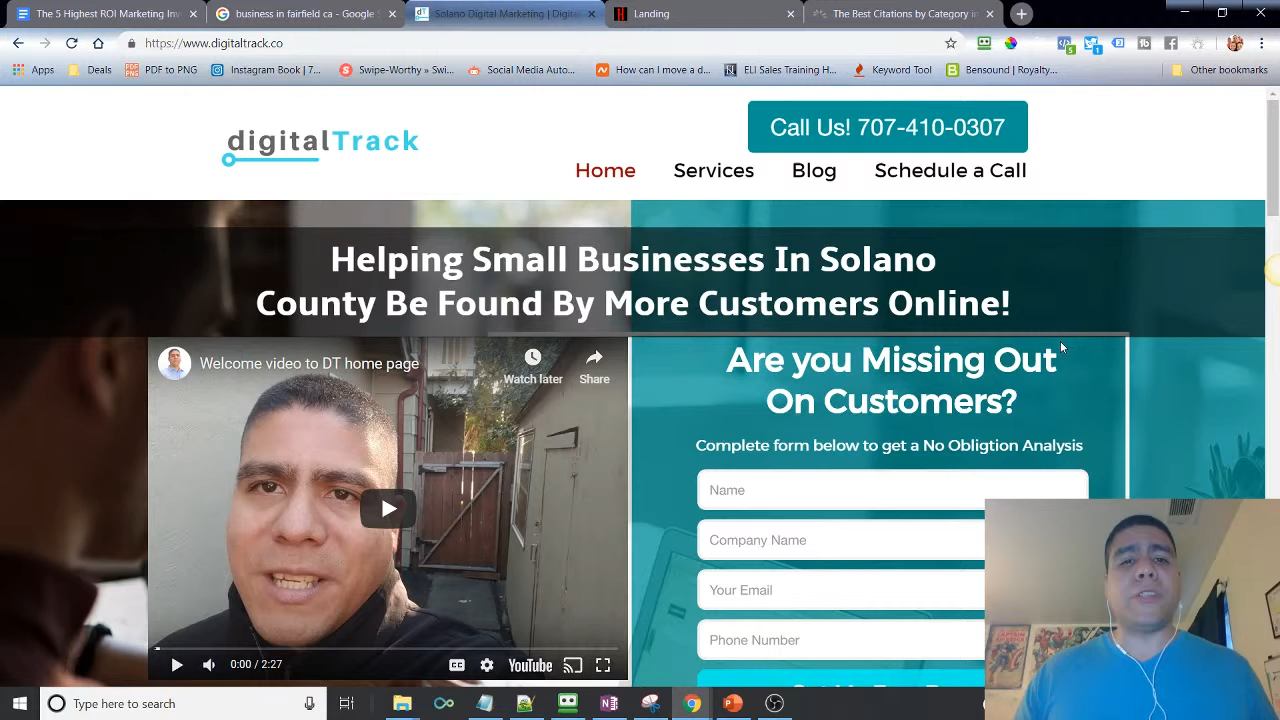 The 5 Highest ROI Marketing Inv
business in fairfield ca - Google S
Solano Digital Marketing | Digita
Landing
The Best Citations by Category in
https://www.digitaltrack.co
Apps
Deals
PDF to PNG
Instagram Book | 7...
Swipe-Worthy » Swi...
Social Media Auto...
How can I move a d...
ELI Sales Training H...
Keyword Tool
Bensound | Royalty...
Other bookmarks
digitalTrack
Call Us! 707-410-0307
Home
Services
Blog
Schedule a Call
Helping Small Businesses In Solano
County Be Found By More Customers Online!
Welcome video to DT home page
Watch later
Share
0:00 / 2:27
YouTube
Are you Missing Out
On Customers?
Complete form below to get a No Obligtion Analysis
Name
Company Name
Your Email
Phone Number
Type here to search